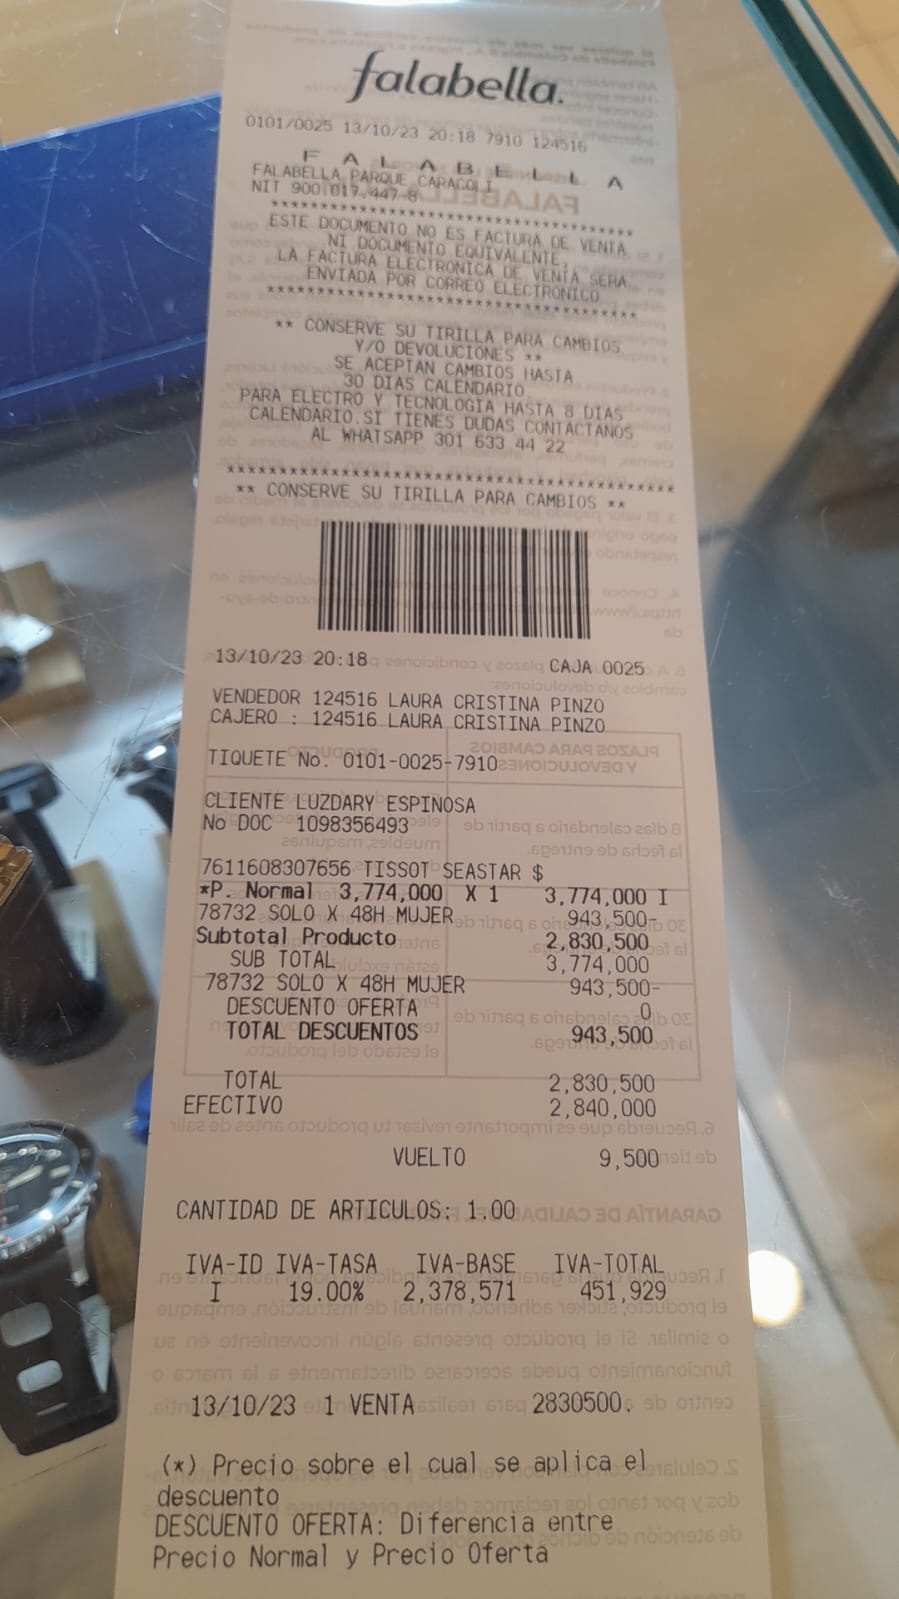 falabella.
0101/0025 13/10/23 20:18 7910 124516
F A L A B E L L A
FALABELLA PARQUE CARACOLI
NIT 900.017.447-8
************************************
ESTE DOCUMENTO NO ES FACTURA DE VENTA
NI DOCUMENTO EQUIVALENTE,
LA FACTURA ELECTRONICA DE VENTA SERA
ENVIADA POR CORREO ELECTRONICO
************************************
** CONSERVE SU TIRILLA PARA CAMBIOS
Y/O DEVOLUCIONES **
SE ACEPTAN CAMBIOS HASTA
30 DIAS CALENDARIO
PARA ELECTRO Y TECNOLOGIA HASTA 8 DIAS
CALENDARIO.SI TIENES DUDAS CONTACTANOS
AL WHATSAPP 301 633 44 22
****************************************
** CONSERVE SU TIRILLA PARA CAMBIOS **
13/10/23 20:18 CAJA 0025
VENDEDOR 124516 LAURA CRISTINA PINZO
CAJERO : 124516 LAURA CRISTINA PINZO
TIQUETE No. 0101-0025-7910
CLIENTE LUZDARY ESPINOSA
No DOC 1098356493
7611608307656 TISSOT SEASTAR $
*P. Normal 3,774,000 X 1 3,774,000 I
78732 SOLO X 48H MUJER 943,500-
Subtotal Producto 2,830,500
SUB TOTAL 3,774,000
78732 SOLO X 48H MUJER 943,500-
DESCUENTO OFERTA 0
TOTAL DESCUENTOS 943,500
TOTAL 2,830,500
EFECTIVO 2,840,000
VUELTO 9,500
CANTIDAD DE ARTICULOS: 1.00
IVA-ID IVA-TASA IVA-BASE IVA-TOTAL
I 19.00% 2,378,571 451,929
13/10/23 1 VENTA 2830500.
(*) Precio sobre el cual se aplica el
descuento
DESCUENTO OFERTA: Diferencia entre
Precio Normal y Precio Oferta